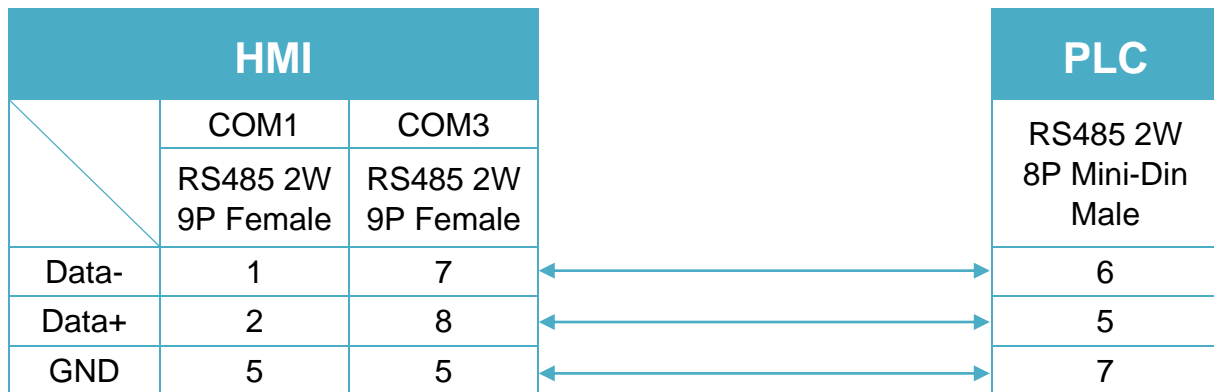 HMI PLC
COM1 COM3
RS485 2W
8P Mini-Din
Male
RS485 2W RS485 2W
9P Female 9P Female
Data- 1 7 6
Data+ 2 8 5
GND 5 5 7